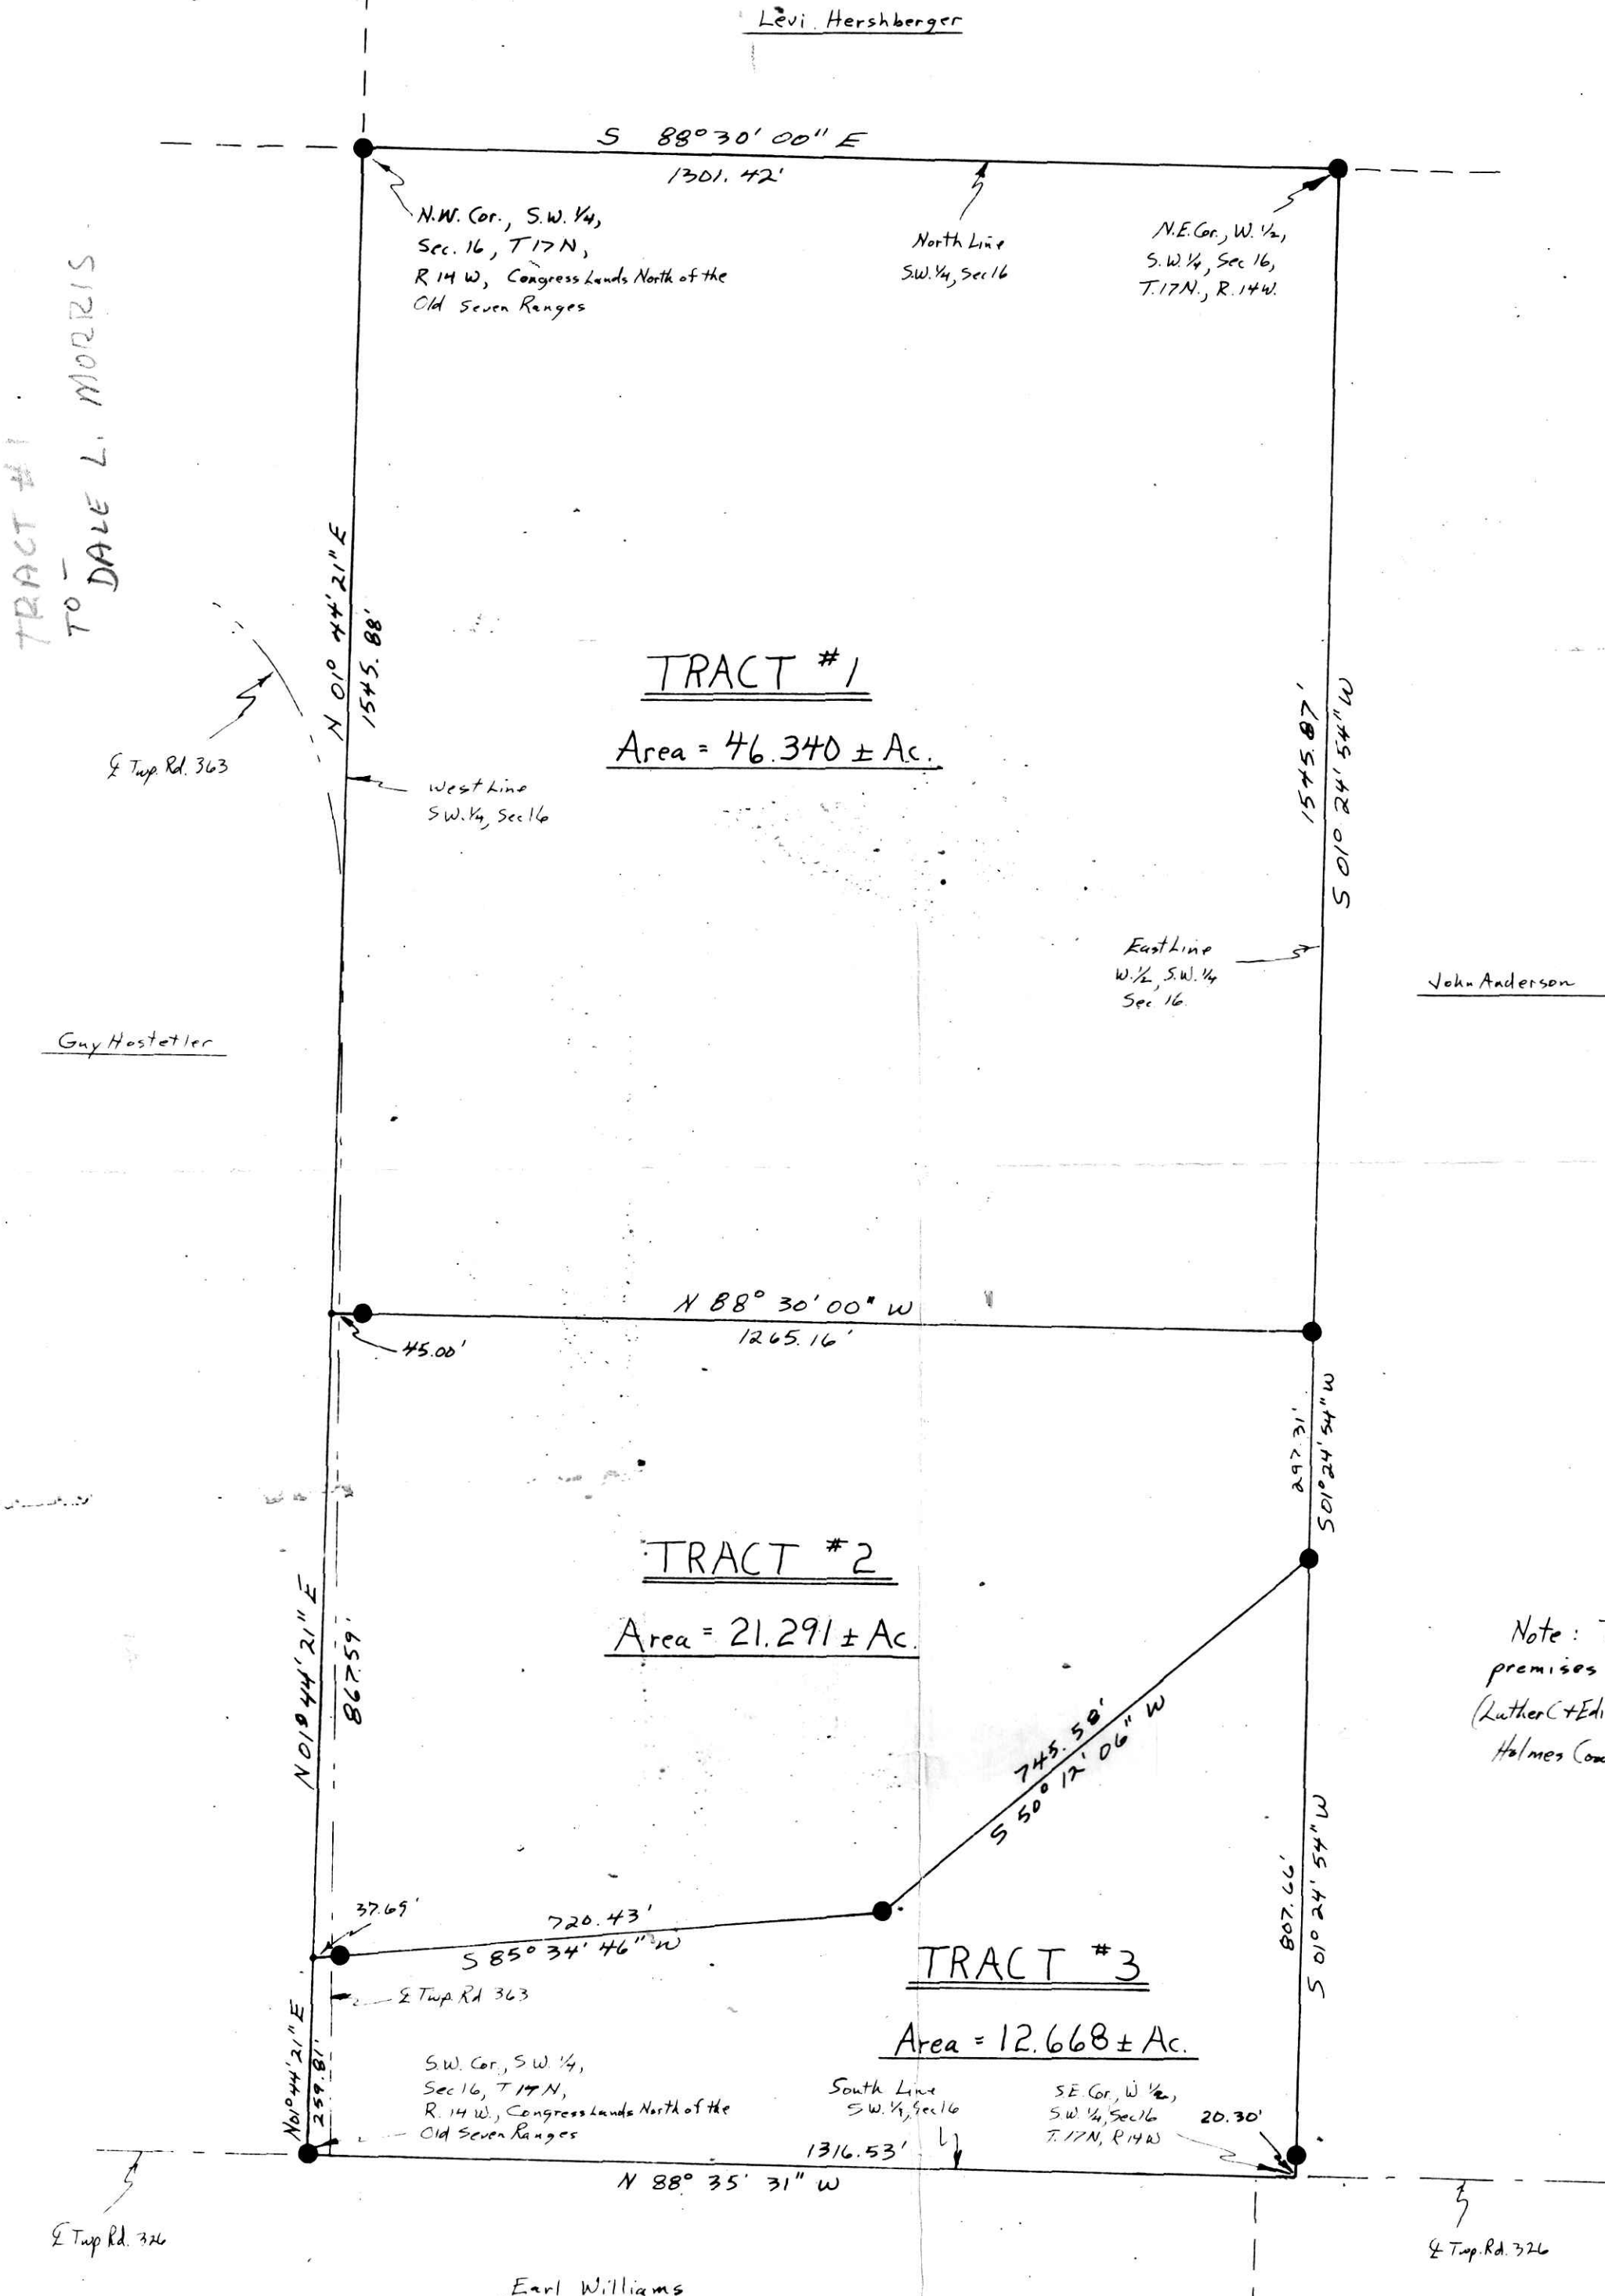 Levi Hershberger
S 88° 30' 00" E
1301.42'
N.W. Cor., S.W. 1/4,
Sec. 16, T 17 N,
R 14 W, Congress Lands North of the
Old Seven Ranges
North Line
S.W. 1/4, Sec 16
N.E. Cor., W. 1/2,
S.W. 1/4, Sec 16,
T. 17 N., R. 14 W.
TRACT #1
TO -
DALE L. MORRIS
N 01° 44' 21" E
1545.88'
TRACT #1
Area = 46.340 ± Ac.
℄ Twp. Rd. 363
West Line
S.W. 1/4, Sec 16
1545.87'
S 01° 24' 54" W
East Line
W. 1/2, S.W. 1/4
Sec 16.
John Anderson
Guy Hostetler
N 88° 30' 00" W
1265.16'
45.00'
297.31'
S 01° 24' 54" W
TRACT #2
Area = 21.291 ± Ac.
N 01° 44' 21" E
867.59'
Note :
premises
(Luther C + Edi
Holmes Co
745.58'
S 50° 12' 06" W
807.66'
S 01° 24' 54" W
37.69'
720.43'
S 85° 34' 46" W
℄ Twp. Rd 363
TRACT #3
Area = 12.668 ± Ac.
N 01° 44' 21" E
259.81'
S.W. Cor., S.W. 1/4,
Sec 16, T 17 N,
R. 14 W., Congress Lands North of the
Old Seven Ranges
South Line
S.W. 1/4, Sec 16
S.E. Cor., W 1/2,
S.W. 1/4, Sec 16
T. 17 N, R 14 W
20.30'
1316.53'
N 88° 35' 31" W
℄ Twp Rd. 326
℄ Twp. Rd. 326
Earl Williams